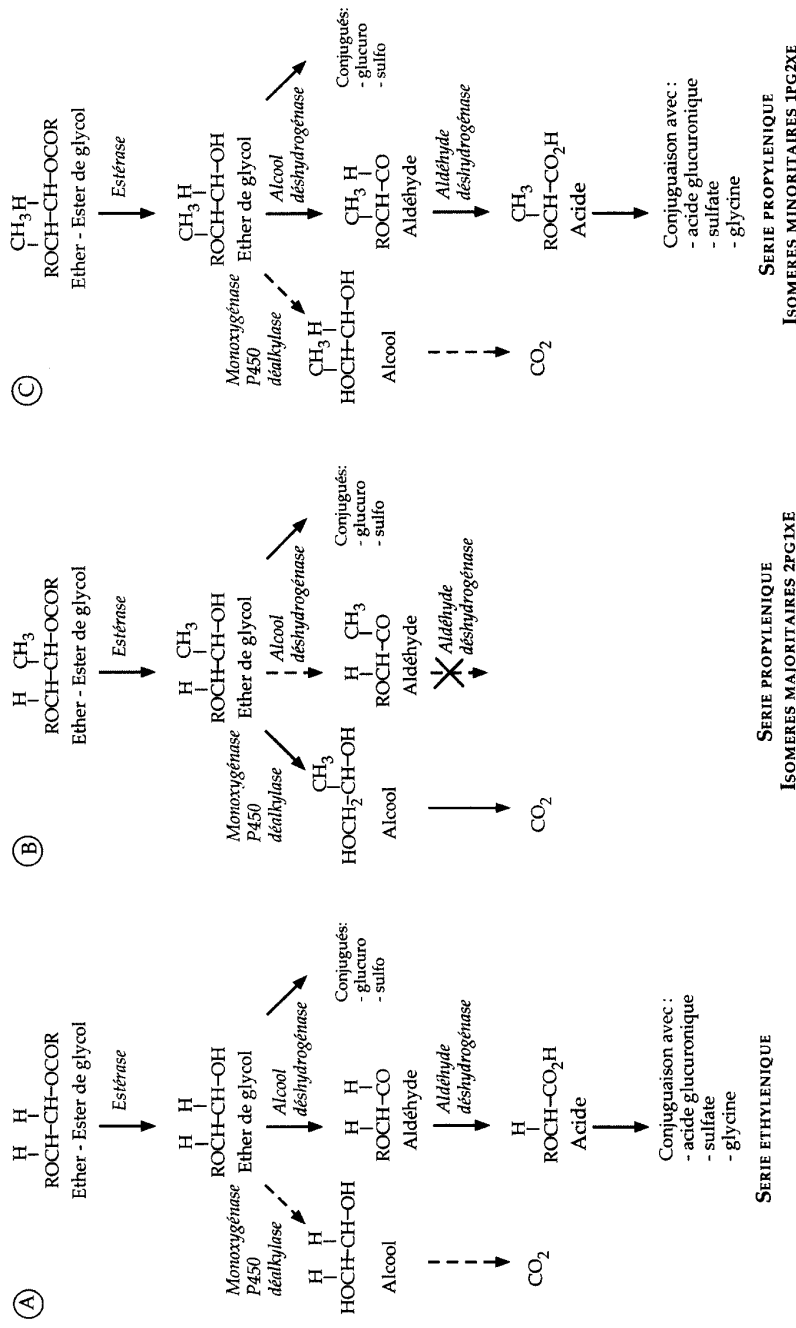 A
H H
ROCH–CH–OCOR
Ether - Ester de glycol
Estérase
H H
ROCH–CH–OH
Ether de glycol
Monoxygénase
P450
déalkylase
Alcool
déshydrogénase
Conjugués:
- glucuro
- sulfo
H H
HOCH–CH–OH
Alcool
CO2
H H
ROCH–CO
Aldéhyde
Aldéhyde
déshydrogénase
H
ROCH–CO2H
Acide
Conjuguaison avec :
- acide glucuronique
- sulfate
- glycine
SERIE ETHYLENIQUE
B
H CH3
ROCH–CH–OCOR
Ether - Ester de glycol
Estérase
H CH3
ROCH–CH–OH
Ether de glycol
Monoxygénase
P450
déalkylase
Alcool
déshydrogénase
Conjugués:
- glucuro
- sulfo
CH3
HOCH2–CH–OH
Alcool
CO2
H CH3
ROCH–CO
Aldéhyde
Aldéhyde
déshydrogénase
SERIE PROPYLENIQUE
ISOMERES MAJORITAIRES 2PG1XE
C
CH3 H
ROCH–CH–OCOR
Ether - Ester de glycol
Estérase
CH3 H
ROCH–CH–OH
Ether de glycol
Monoxygénase
P450
déalkylase
Alcool
déshydrogénase
Conjugués:
- glucuro
- sulfo
CH3 H
HOCH–CH–OH
Alcool
CO2
CH3 H
ROCH–CO
Aldéhyde
Aldéhyde
déshydrogénase
CH3
ROCH–CO2H
Acide
Conjuguaison avec :
- acide glucuronique
- sulfate
- glycine
SERIE PROPYLENIQUE
ISOMERES MINORITAIRES 1PG2XE